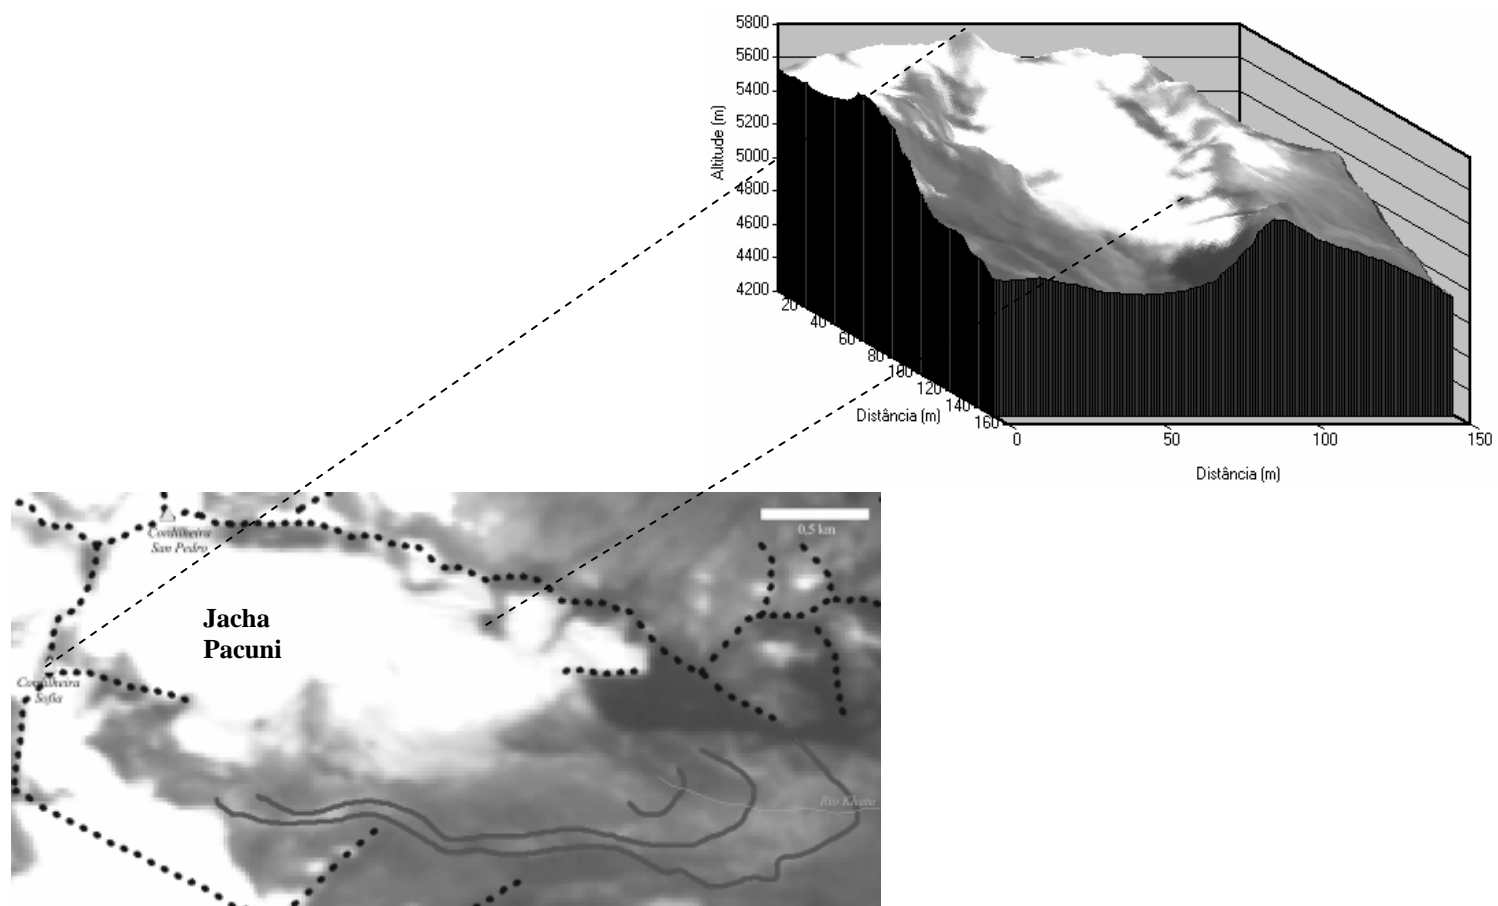 5800
5600
5400
5200
5000
4800
4600
4400
4200
Altitude (m)
20
40
60
80
100
120
140
160
Distância (m)
0
50
100
150
Distância (m)
0,5 km
Cordilheira
San Pedro
Jacha
Pacuni
Cordilheira
Sofia
Rio Khatu